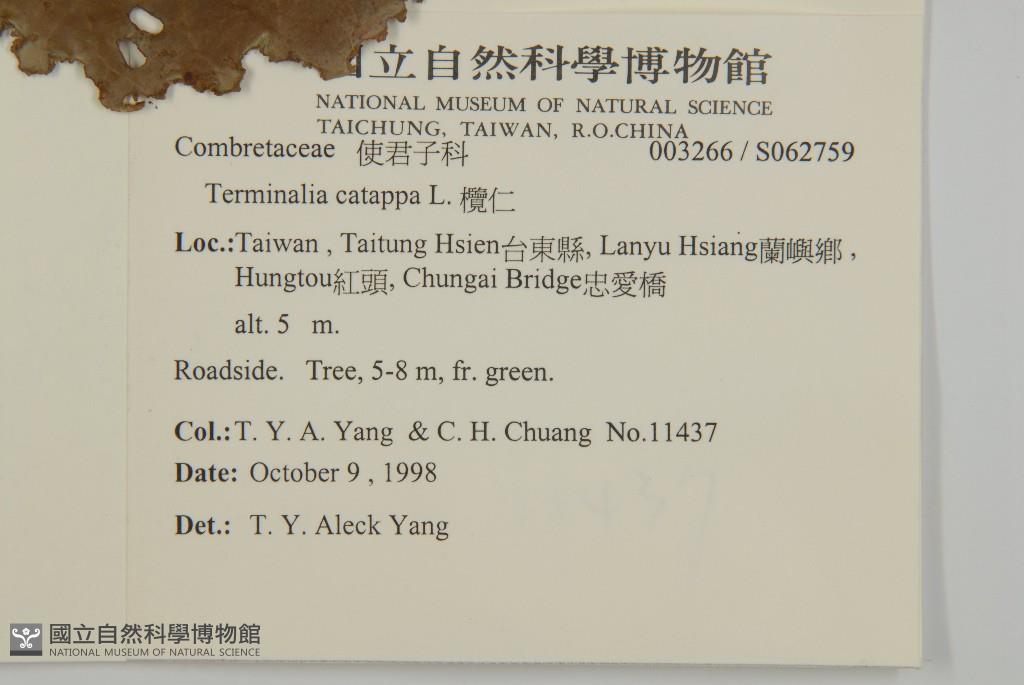 國立自然科學博物館
NATIONAL MUSEUM OF NATURAL SCIENCE
TAICHUNG, TAIWAN, R.O.CHINA
Combretaceae 使君子科 003266 / S062759
Terminalia catappa L. 欖仁
Loc.:Taiwan , Taitung Hsien台東縣, Lanyu Hsiang蘭嶼鄉 ,
Hungtou紅頭, Chungai Bridge忠愛橋
alt. 5 m.
Roadside. Tree, 5-8 m, fr. green.
Col.:T. Y. A. Yang & C. H. Chuang No.11437
Date: October 9 , 1998
Det.: T. Y. Aleck Yang
國立自然科學博物館
NATIONAL MUSEUM OF NATURAL SCIENCE